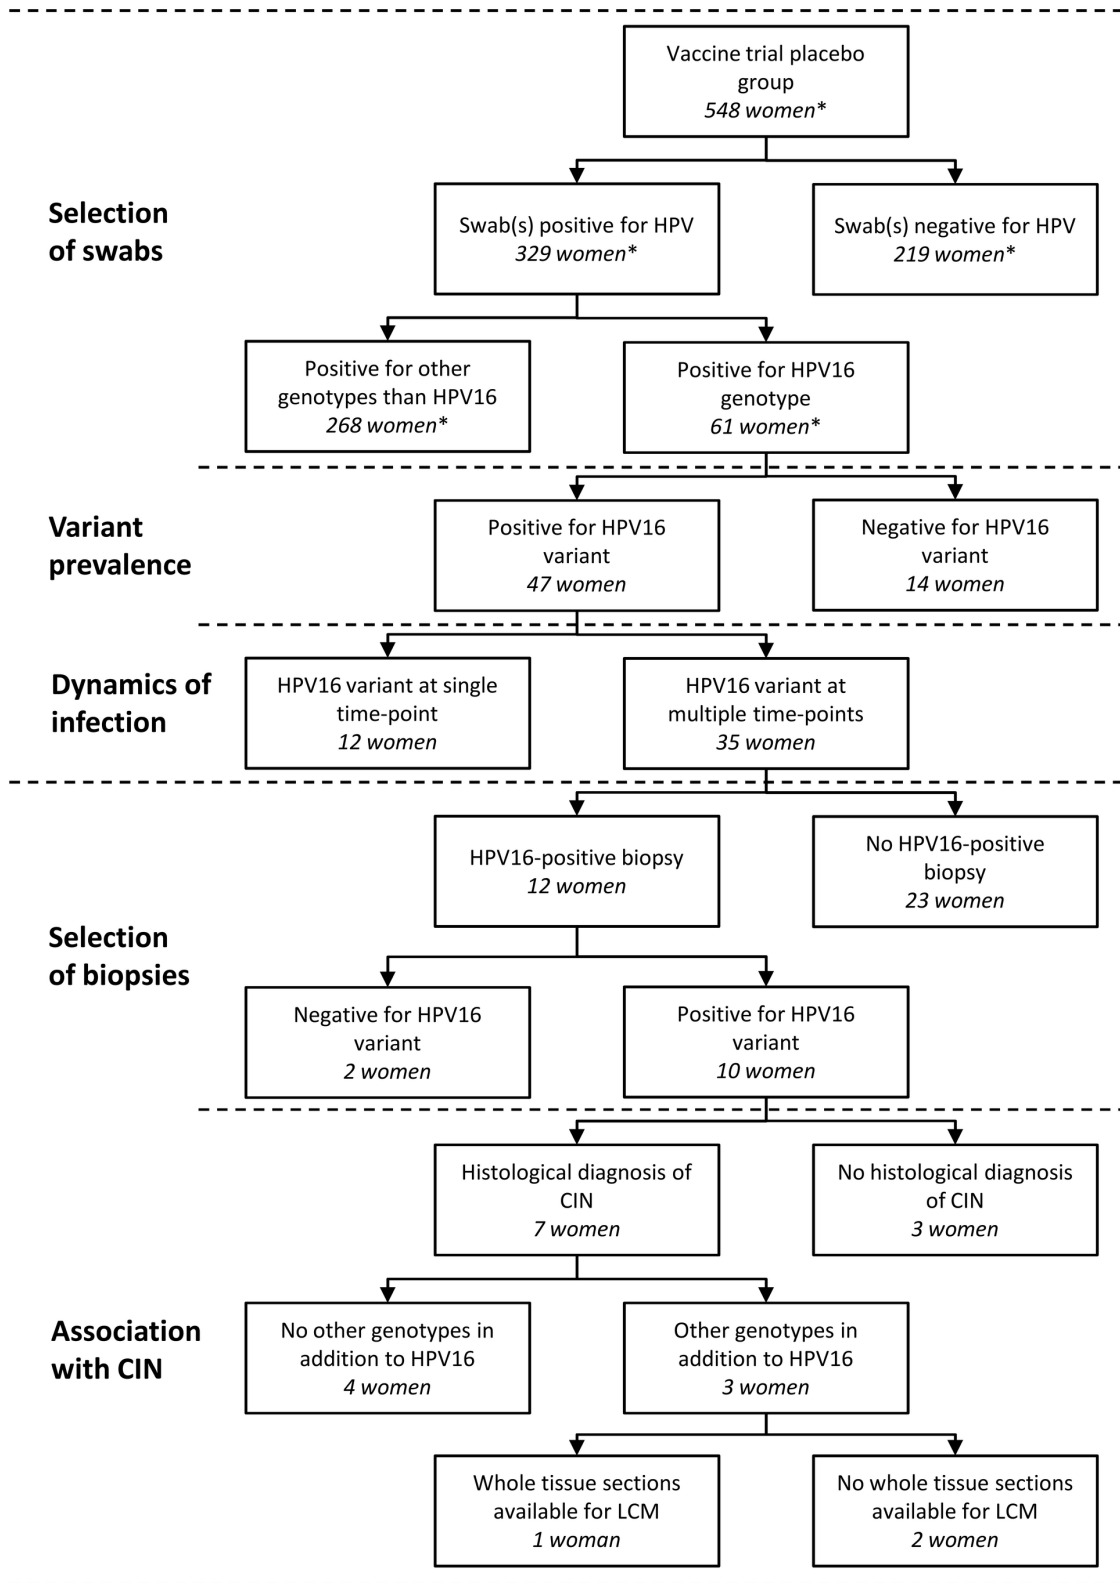 Vaccine trial placebo
group
548 women*
Selection
of swabs
Swab(s) positive for HPV
329 women*
Swab(s) negative for HPV
219 women*
Positive for other
genotypes than HPV16
268 women*
Positive for HPV16
genotype
61 women*
Variant
prevalence
Positive for HPV16
variant
47 women
Negative for HPV16
variant
14 women
Dynamics of
infection
HPV16 variant at single
time-point
12 women
HPV16 variant at
multiple time-points
35 women
HPV16-positive biopsy
12 women
No HPV16-positive
biopsy
23 women
Selection
of biopsies
Negative for HPV16
variant
2 women
Positive for HPV16
variant
10 women
Histological diagnosis of
CIN
7 women
No histological diagnosis
of CIN
3 women
Association
with CIN
No other genotypes in
addition to HPV16
4 women
Other genotypes in
addition to HPV16
3 women
Whole tissue sections
available for LCM
1 woman
No whole tissue sections
available for LCM
2 women